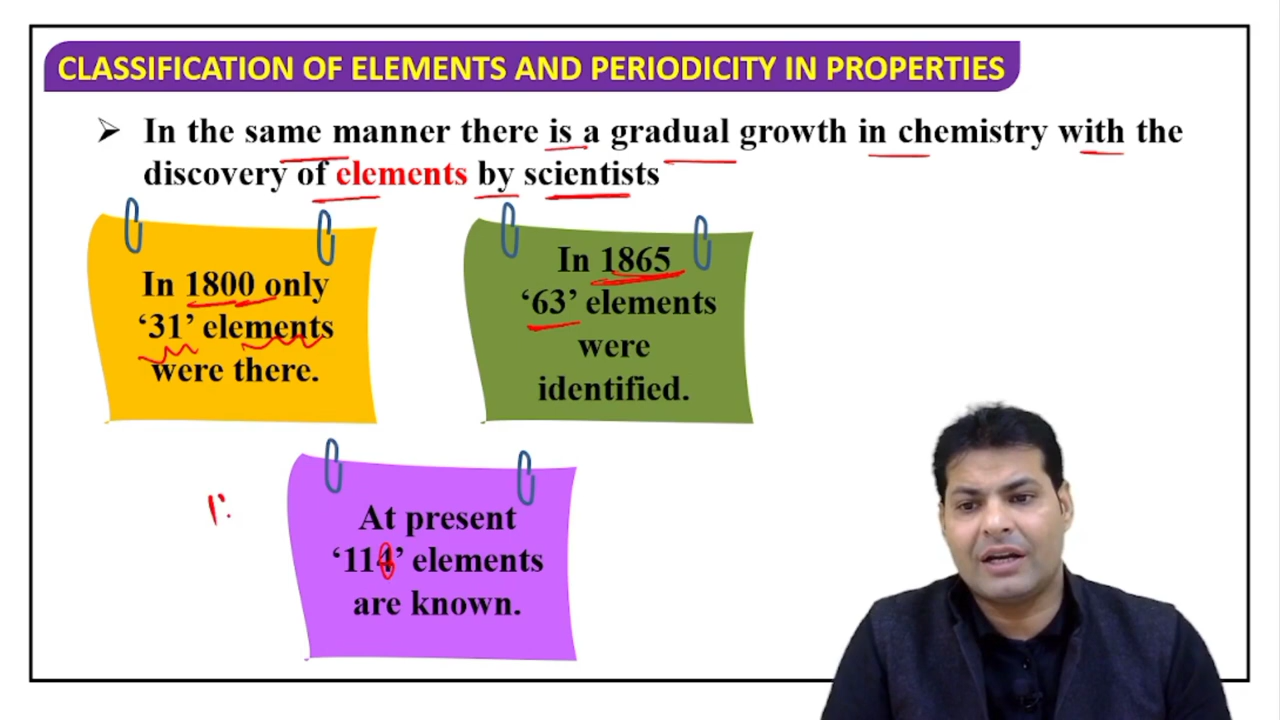 CLASSIFICATION OF ELEMENTS AND PERIODICITY IN PROPERTIES
➤ In the same manner there is a gradual growth in chemistry with the
discovery of elements by scientists
In 1800 only
‘31’ elements
were there.
In 1865
‘63’ elements
were
identified.
At present
‘114’ elements
are known.